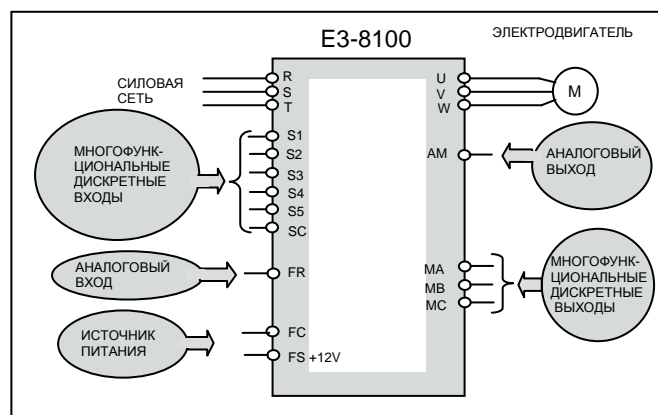 E3-8100
ЭЛЕКТРОДВИГАТЕЛЬ
СИЛОВАЯ
СЕТЬ
R
S
T
U
V
W
M
МНОГОФУНК-
ЦИОНАЛЬНЫЕ
ДИСКРЕТНЫЕ
ВХОДЫ
S1
S2
S3
S4
S5
SC
AM
АНАЛОГОВЫЙ
ВЫХОД
АНАЛОГОВЫЙ
ВХОД
FR
MA
MB
MC
МНОГОФУНК-
ЦИОНАЛЬНЫЕ
ДИСКРЕТНЫЕ
ВЫХОДЫ
ИСТОЧНИК
ПИТАНИЯ
FC
FS +12V